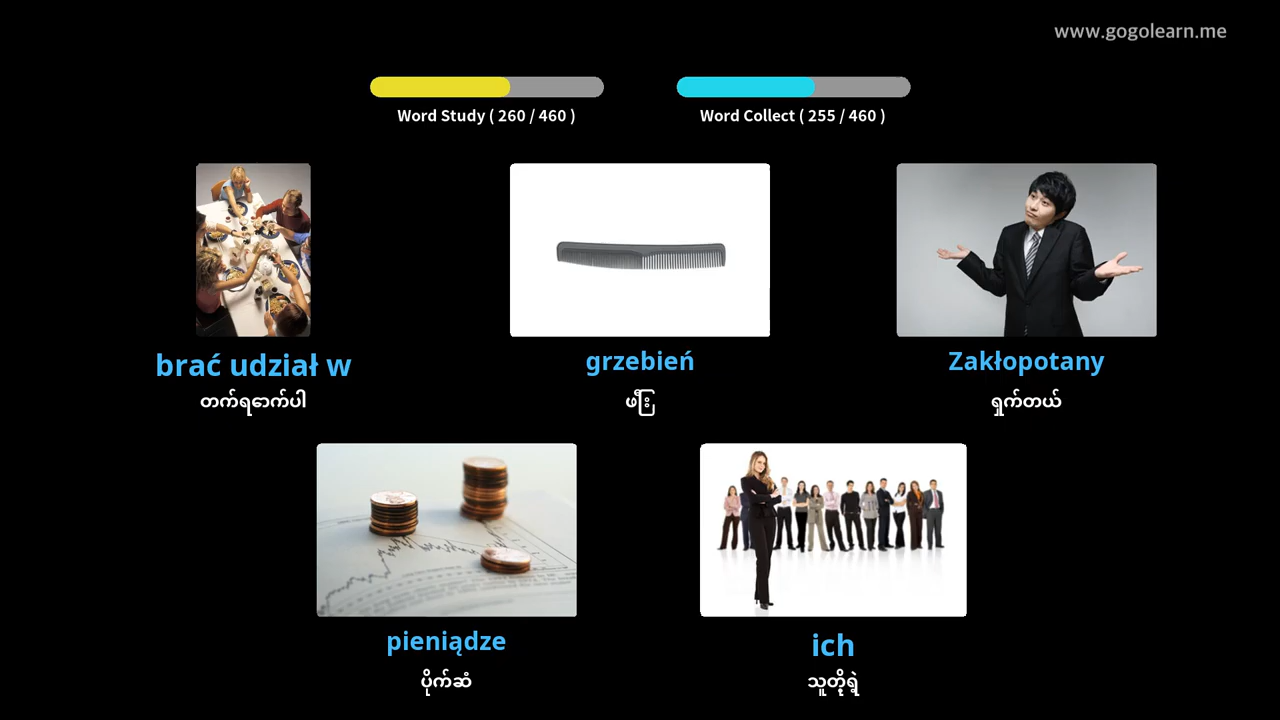 www.gogolearn.me
Word Study ( 260 / 460 )
Word Collect ( 255 / 460 )
brać udział w
တက်ရောက်ပါ
grzebień
ဖြီး
Zakłopotany
ရှက်တယ်
pieniądze
ပိုက်ဆံ
ich
သူတို့ရဲ့